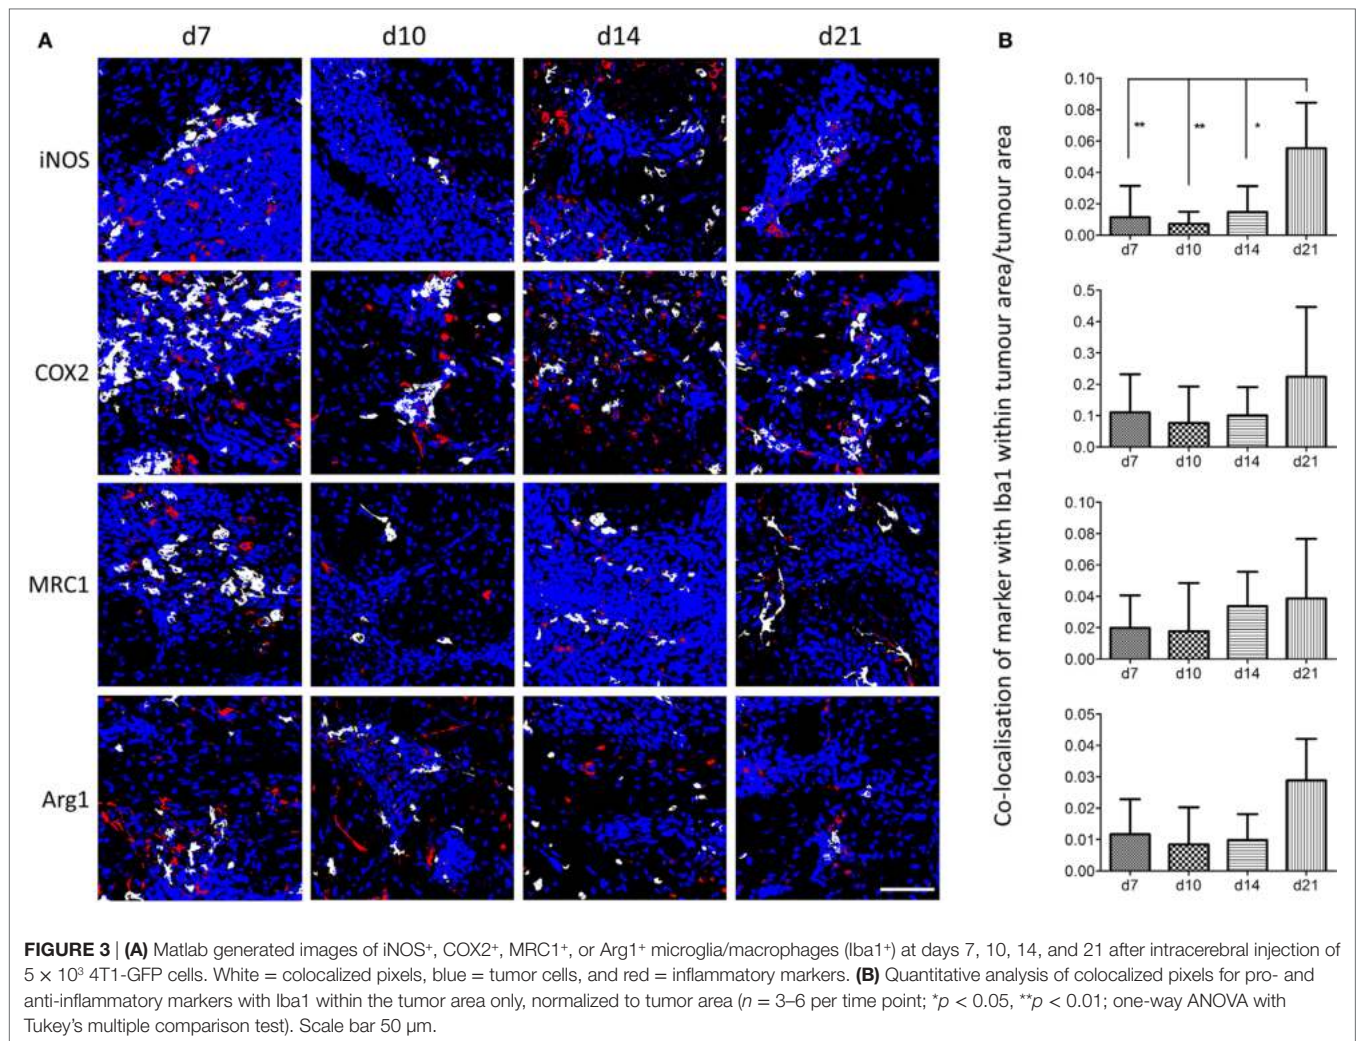 A
d7
d10
d14
d21
B
iNOS
COX2
MRC1
Arg1
Co-localisation of marker with Iba1 within tumour area/tumour area
0.10
0.08
0.06
0.04
0.02
0.00
**
**
*
d7
d10
d14
d21
0.5
0.4
0.3
0.2
0.1
0.0
d7
d10
d14
d21
0.10
0.08
0.06
0.04
0.02
0.00
d7
d10
d14
d21
0.05
0.04
0.03
0.02
0.01
0.00
d7
d10
d14
d21
FIGURE 3 | (A) Matlab generated images of iNOS⁺, COX2⁺, MRC1⁺, or Arg1⁺ microglia/macrophages (Iba1⁺) at days 7, 10, 14, and 21 after intracerebral injection of
5 × 10³ 4T1-GFP cells. White = colocalized pixels, blue = tumor cells, and red = inflammatory markers. (B) Quantitative analysis of colocalized pixels for pro- and
anti-inflammatory markers with Iba1 within the tumor area only, normalized to tumor area (n = 3–6 per time point; *p < 0.05, **p < 0.01; one-way ANOVA with
Tukey's multiple comparison test). Scale bar 50 µm.